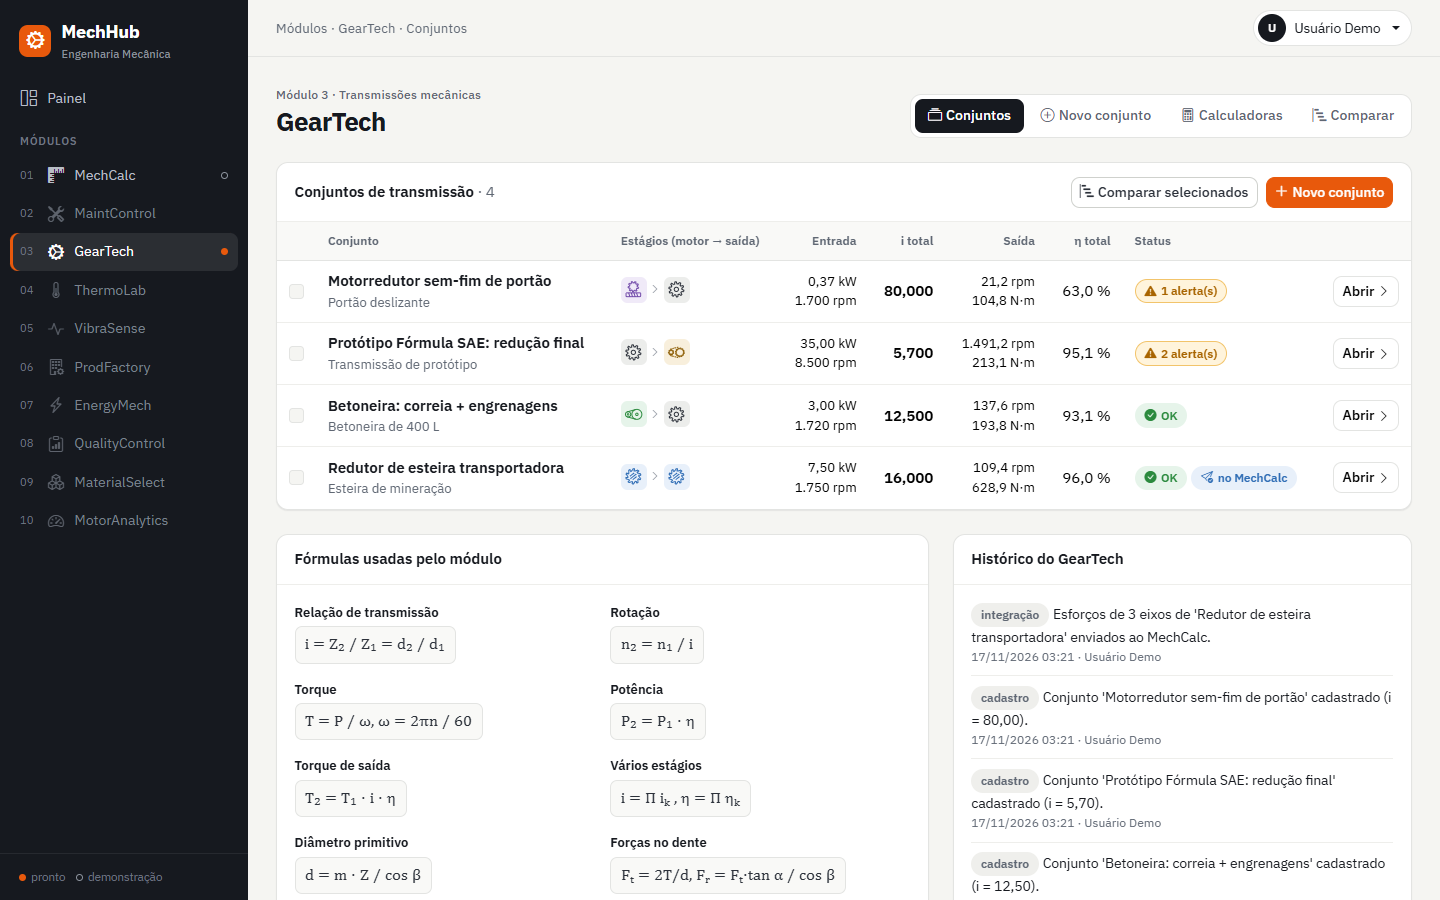 MechHub
Engenharia Mecânica
Painel
MÓDULOS
01 MechCalc
02 MaintControl
03 GearTech
04 ThermoLab
05 VibraSense
06 ProdFactory
07 EnergyMech
08 QualityControl
09 MaterialSelect
10 MotorAnalytics
pronto demonstração
Módulos · GearTech · Conjuntos
U Usuário Demo
Módulo 3 · Transmissões mecânicas
GearTech
Conjuntos Novo conjunto Calculadoras Comparar
Conjuntos de transmissão · 4
Comparar selecionados + Novo conjunto
Conjunto Estágios (motor → saída) Entrada i total Saída η total Status
Motorredutor sem-fim de portão
Portão deslizante
0,37 kW
1.700 rpm
80,000
21,2 rpm
104,8 N·m
63,0 %
1 alerta(s)
Abrir
Protótipo Fórmula SAE: redução final
Transmissão de protótipo
35,00 kW
8.500 rpm
5,700
1.491,2 rpm
213,1 N·m
95,1 %
2 alerta(s)
Abrir
Betoneira: correia + engrenagens
Betoneira de 400 L
3,00 kW
1.720 rpm
12,500
137,6 rpm
193,8 N·m
93,1 %
OK
Abrir
Redutor de esteira transportadora
Esteira de mineração
7,50 kW
1.750 rpm
16,000
109,4 rpm
628,9 N·m
96,0 %
OK no MechCalc
Abrir
Fórmulas usadas pelo módulo
Relação de transmissão
i = Z₂ / Z₁ = d₂ / d₁
Rotação
n₂ = n₁ / i
Torque
T = P / ω, ω = 2πn / 60
Potência
P₂ = P₁ · η
Torque de saída
T₂ = T₁ · i · η
Vários estágios
i = Π iₖ , η = Π ηₖ
Diâmetro primitivo
d = m · Z / cos β
Forças no dente
Fₜ = 2T/d, Fᵣ = Fₜ·tan α / cos β
Histórico do GearTech
integração Esforços de 3 eixos de 'Redutor de esteira
transportadora' enviados ao MechCalc.
17/11/2026 03:21 · Usuário Demo
cadastro Conjunto 'Motorredutor sem-fim de portão' cadastrado (i
= 80,00).
17/11/2026 03:21 · Usuário Demo
cadastro Conjunto 'Protótipo Fórmula SAE: redução final'
cadastrado (i = 5,70).
17/11/2026 03:21 · Usuário Demo
cadastro Conjunto 'Betoneira: correia + engrenagens' cadastrado
(i = 12,50).